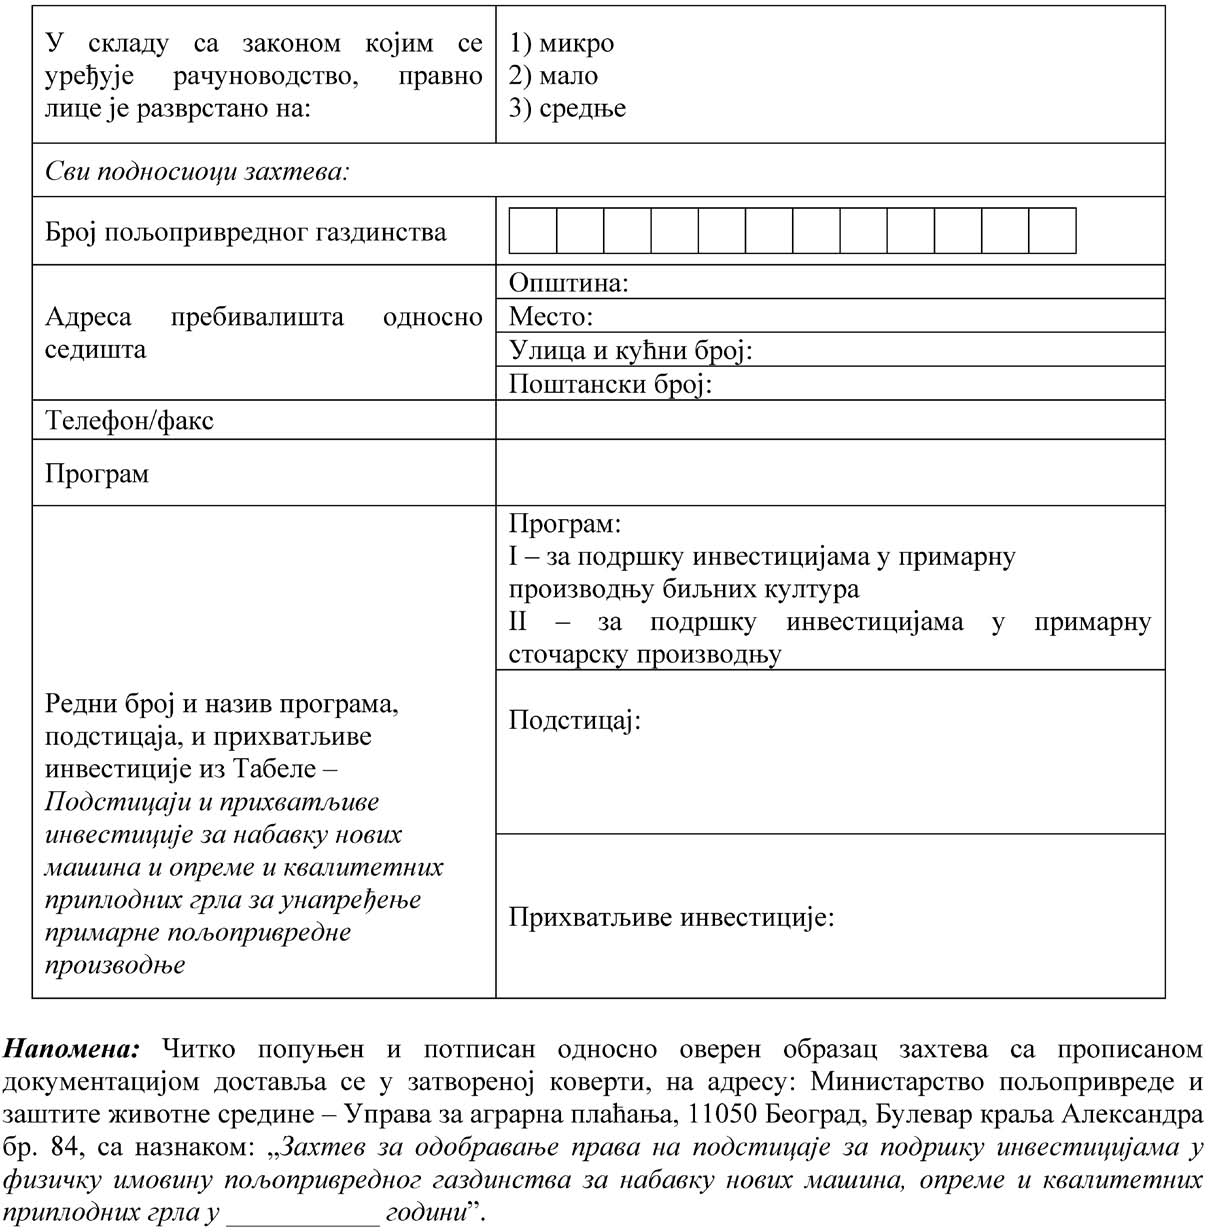 У складу са законом којим се
уређује рачуноводство, правно
лице је разврстано на:
1) микро
2) мало
3) средње
Сви подносиоци захтева:
Број пољопривредног газдинства
Адреса пребивалишта односно
седишта
Општина:
Место:
Улица и кућни број:
Поштански број:
Телефон/факс
Програм
Редни број и назив програма,
подстицаја, и прихватљиве
инвестиције из Табеле –
Подстицаји и прихватљиве
инвестиције за набавку нових
машина и опреме и квалитетних
приплодних грла за унапређење
примарне пољопривредне
производње
Програм:
I – за подршку инвестицијама у примарну
производњу биљних култура
II – за подршку инвестицијама у примарну
сточарску производњу
Подстицај:
Прихватљиве инвестиције:
Напомена: Читко попуњен и потписан односно оверен образац захтева са прописаном
документацијом доставља се у затвореној коверти, на адресу: Министарство пољопривреде и
заштите животне средине – Управа за аграрна плаћања, 11050 Београд, Булевар краља Александра
бр. 84, са назнаком: „Захтев за одобравање права на подстицаје за подршку инвестицијама у
физичку имовину пољопривредног газдинства за набавку нових машина, опреме и квалитетних
приплодних грла у ___________ години”.